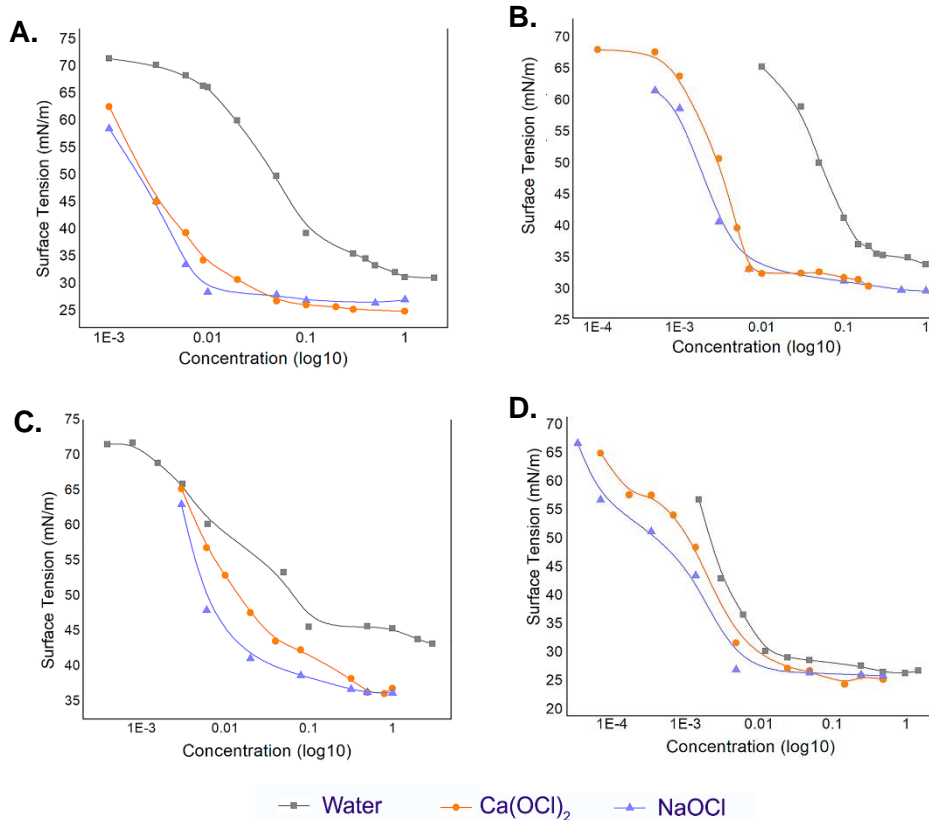 A.
75
70
65
60
55
50
45
40
35
30
25
Surface Tension (mN/m)
1E-3
0.01
0.1
1
Concentration (log10)
B.
70
65
60
55
50
45
40
35
30
25
Surface Tension (mN/m)
1E-4
1E-3
0.01
0.1
1
Concentration (log10)
C.
75
70
65
60
55
50
45
40
35
Surface Tension (mN/m)
1E-3
0.01
0.1
1
Concentration (log10)
D.
70
65
60
55
50
45
40
35
30
25
20
Surface Tension (mN/m)
1E-4
1E-3
0.01
0.1
1
Concentration (log10)
Water Ca(OCl)₂ NaOCl